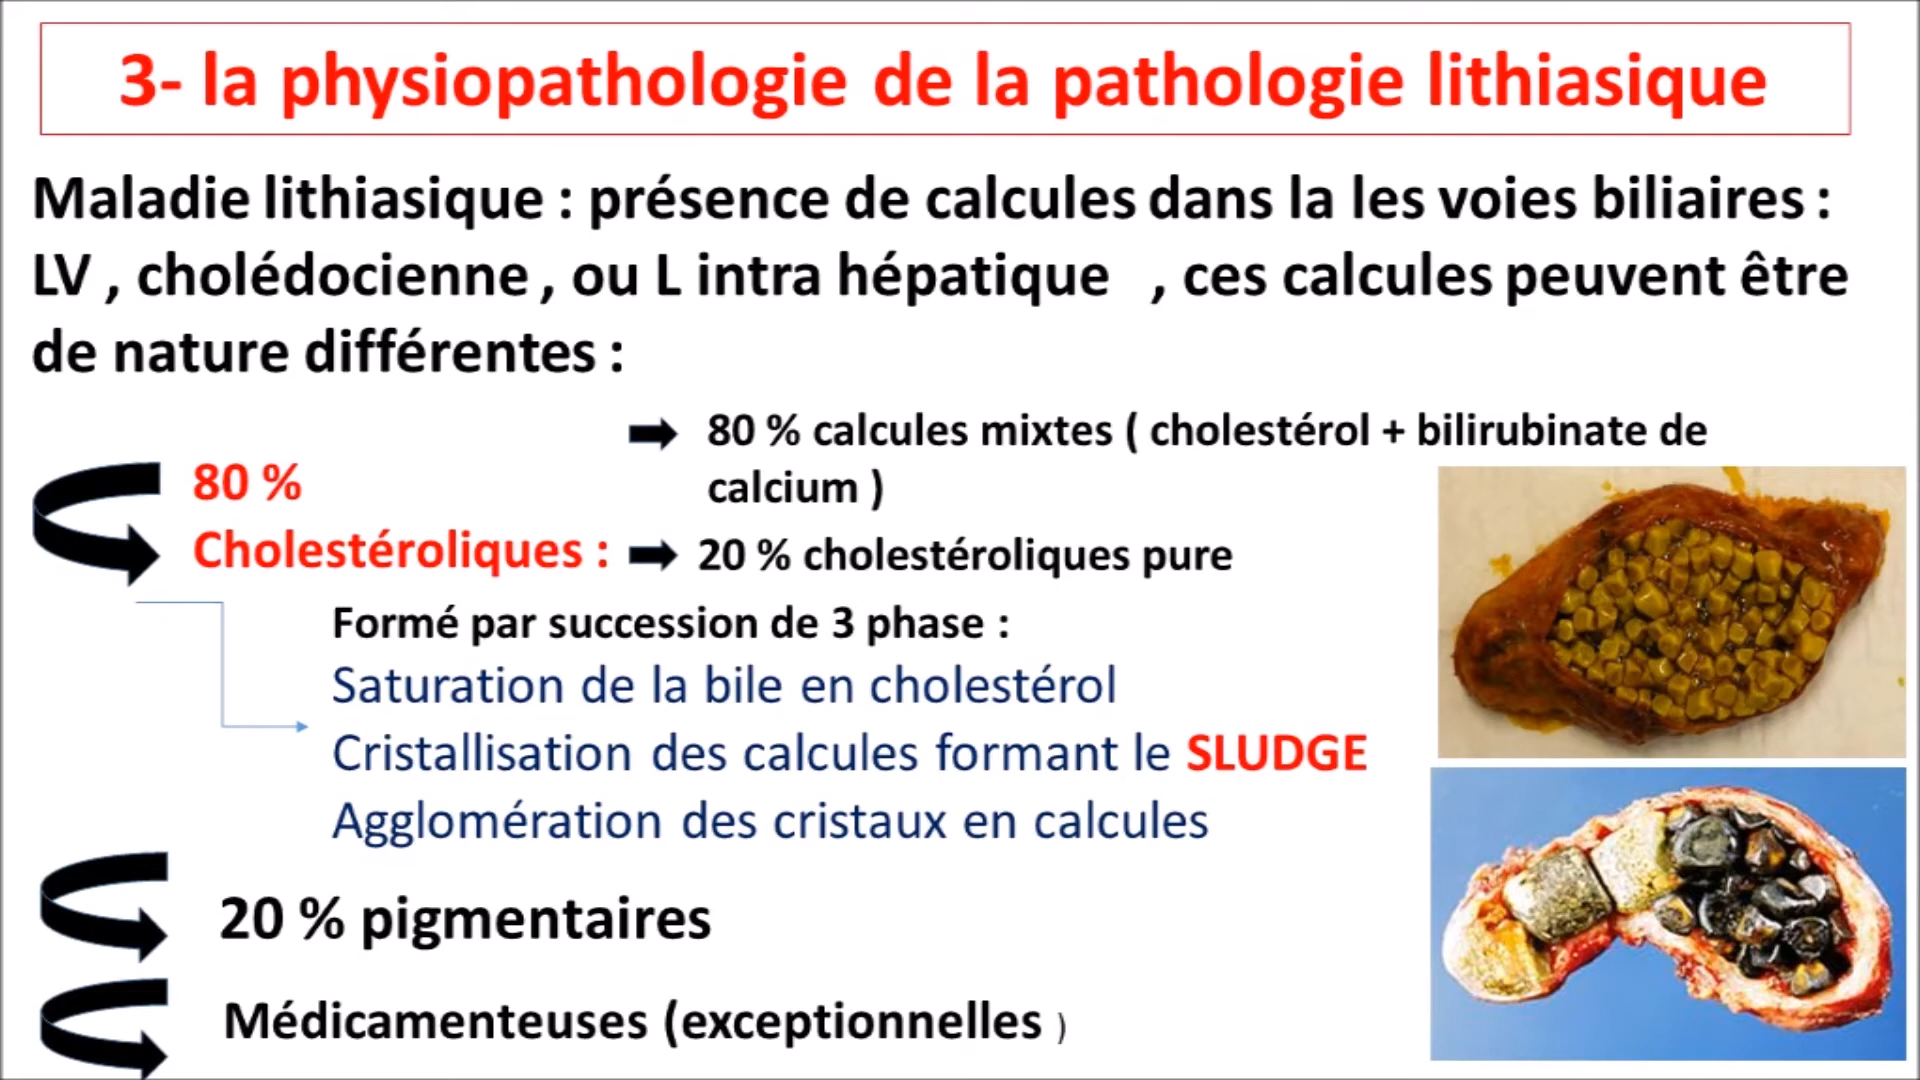 3- la physiopathologie de la pathologie lithiasique
Maladie lithiasique : présence de calcules dans la les voies biliaires :
LV , cholédocienne , ou L intra hépatique , ces calcules peuvent être
de nature différentes :
80 % calcules mixtes ( cholestérol + bilirubinate de
calcium )
80 %
Cholestéroliques :
20 % cholestéroliques pure
Formé par succession de 3 phase :
Saturation de la bile en cholestérol
Cristallisation des calcules formant le SLUDGE
Agglomération des cristaux en calcules
20 % pigmentaires
Médicamenteuses (exceptionnelles )